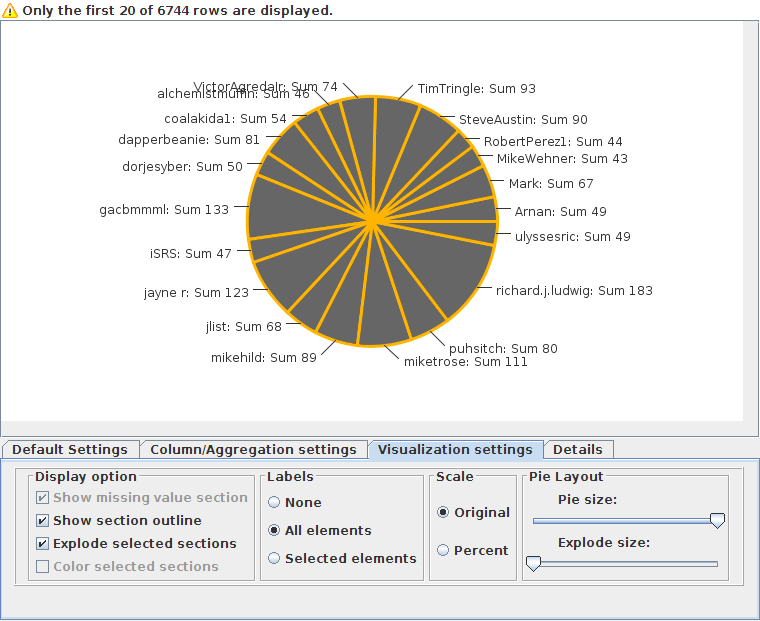 Only the first 20 of 6744 rows are displayed.
VictorAgredaJr: Sum 74
TimTringle: Sum 93
alchemistmuffin: Sum 46
coalakida1: Sum 54
SteveAustin: Sum 90
dapperbeanie: Sum 81
RobertPerez1: Sum 44
MikeWehner: Sum 43
dorjesyber: Sum 50
Mark: Sum 67
gacbmmml: Sum 133
Arnan: Sum 49
ulyssesric: Sum 49
iSRS: Sum 47
jayne r: Sum 123
richard.j.ludwig: Sum 183
jlist: Sum 68
puhsitch: Sum 80
mikehild: Sum 89
miketrose: Sum 111
Default Settings
Column/Aggregation settings
Visualization settings
Details
Display option
Show missing value section
Show section outline
Explode selected sections
Color selected sections
Labels
None
All elements
Selected elements
Scale
Original
Percent
Pie Layout
Pie size:
Explode size: